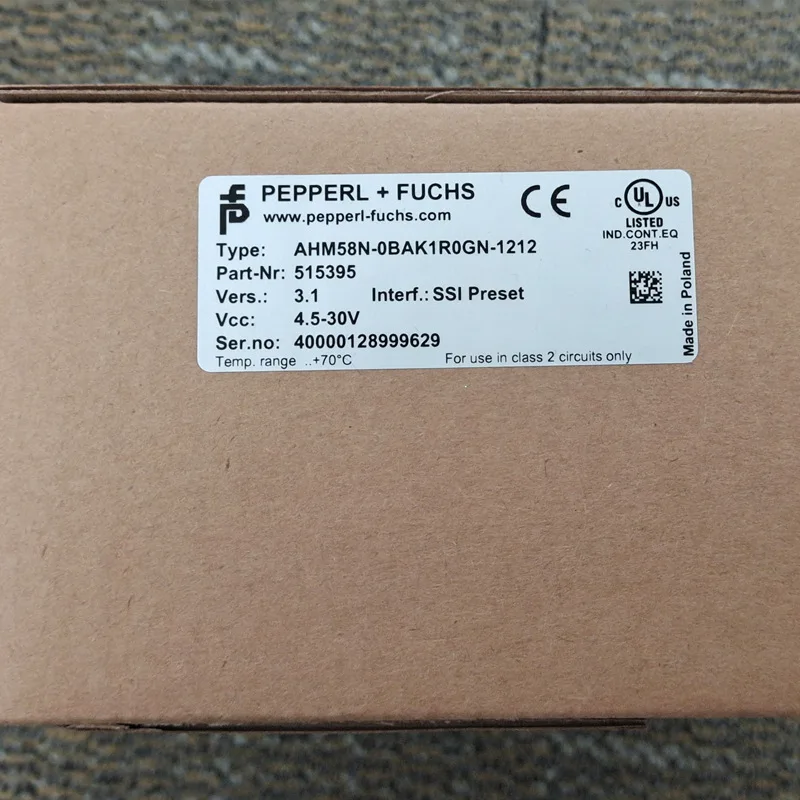 PEPPERL + FUCHS
www.pepperl-fuchs.com
CE
C UL US
LISTED
IND.CONT.EQ
23FH
Type: AHM58N-0BAK1R0GN-1212
Part-Nr: 515395
Vers.: 3.1 Interf.: SSI Preset
Vcc: 4.5-30V
Ser.no: 40000128999629
Temp. range ..+70°C For use in class 2 circuits only
Made in Poland